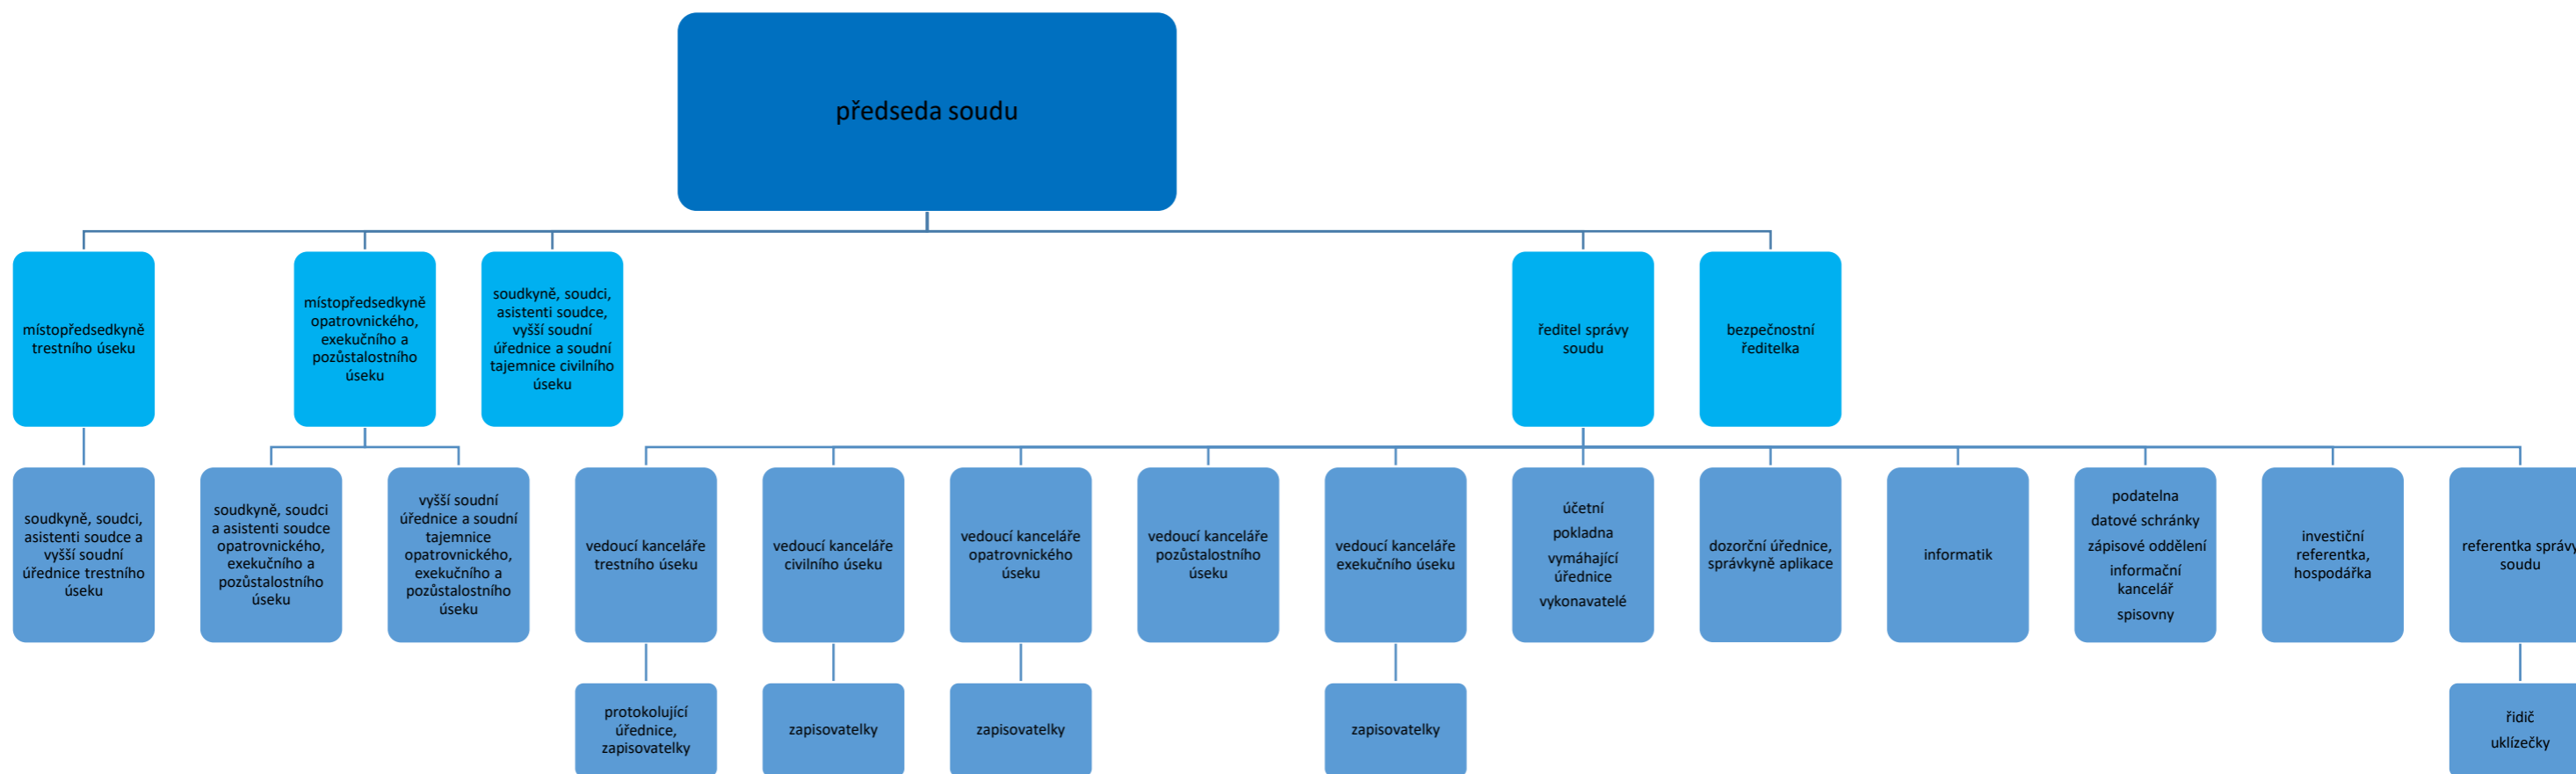 předseda soudu
místopředsedkyně
trestního úseku
místopředsedkyně
opatrovnického,
exekučního a
pozůstalostního
úseku
soudkyně, soudci,
asistenti soudce,
vyšší soudní
úřednice a soudní
tajemnice civilního
úseku
ředitel správy
soudu
bezpečnostní
ředitelka
soudkyně, soudci,
asistenti soudce a
vyšší soudní
úřednice trestního
úseku
soudkyně, soudci
a asistenti soudce
opatrovnického,
exekučního a
pozůstalostního
úseku
vyšší soudní
úřednice a soudní
tajemnice
opatrovnického,
exekučního a
pozůstalostního
úseku
vedoucí kanceláře
trestního úseku
vedoucí kanceláře
civilního úseku
vedoucí kanceláře
opatrovnického
úseku
vedoucí kanceláře
pozůstalostního
úseku
vedoucí kanceláře
exekučního úseku
účetní
pokladna
vymáhající
úřednice
vykonavatelé
dozorční úřednice,
správkyně aplikace
informatik
podatelna
datové schránky
zápisové oddělení
informační
kancelář
spisovny
investiční
referentka,
hospodářka
referentka správy
soudu
protokolující
úřednice,
zapisovatelky
zapisovatelky
zapisovatelky
zapisovatelky
řidič
uklízečky